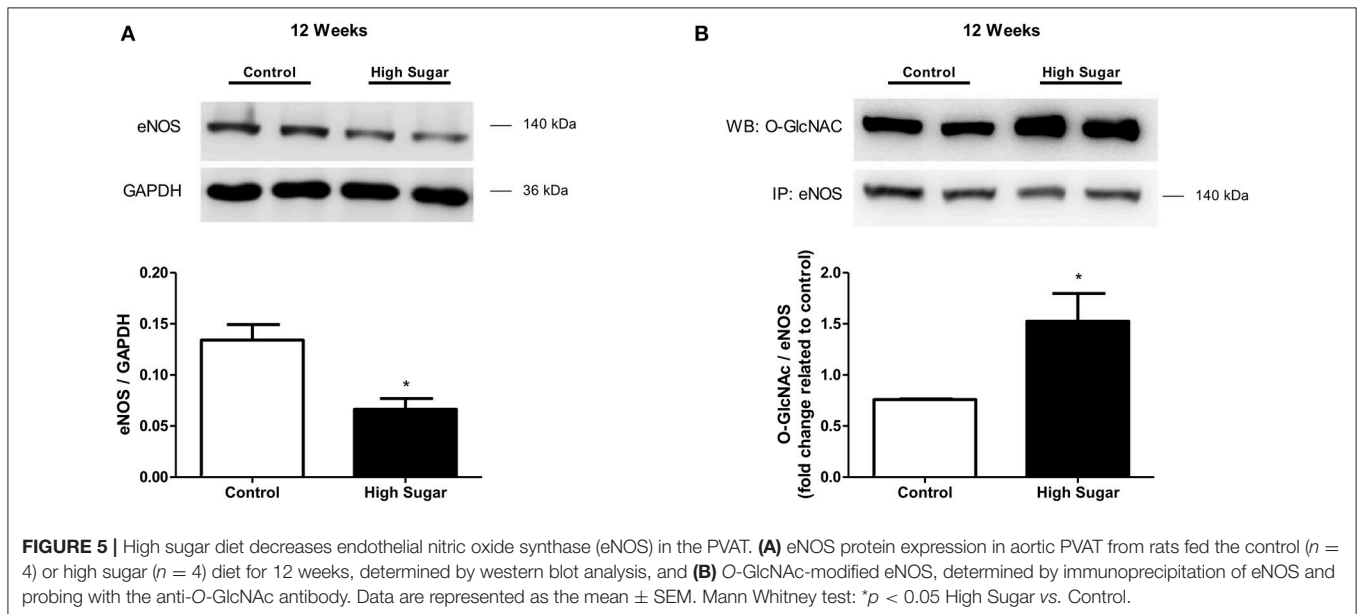 A
12 Weeks
Control
High Sugar
eNOS
140 kDa
GAPDH
36 kDa
eNOS / GAPDH
0.20
0.15
0.10
0.05
0.00
*
Control
High Sugar
B
12 Weeks
Control
High Sugar
WB: O-GlcNAC
IP: eNOS
140 kDa
O-GlcNAc / eNOS
(fold change related to control)
2.0
1.5
1.0
0.5
0.0
*
Control
High Sugar
FIGURE 5 | High sugar diet decreases endothelial nitric oxide synthase (eNOS) in the PVAT. (A) eNOS protein expression in aortic PVAT from rats fed the control (n =
4) or high sugar (n = 4) diet for 12 weeks, determined by western blot analysis, and (B) O-GlcNAc-modified eNOS, determined by immunoprecipitation of eNOS and
probing with the anti-O-GlcNAc antibody. Data are represented as the mean ± SEM. Mann Whitney test: *p < 0.05 High Sugar vs. Control.